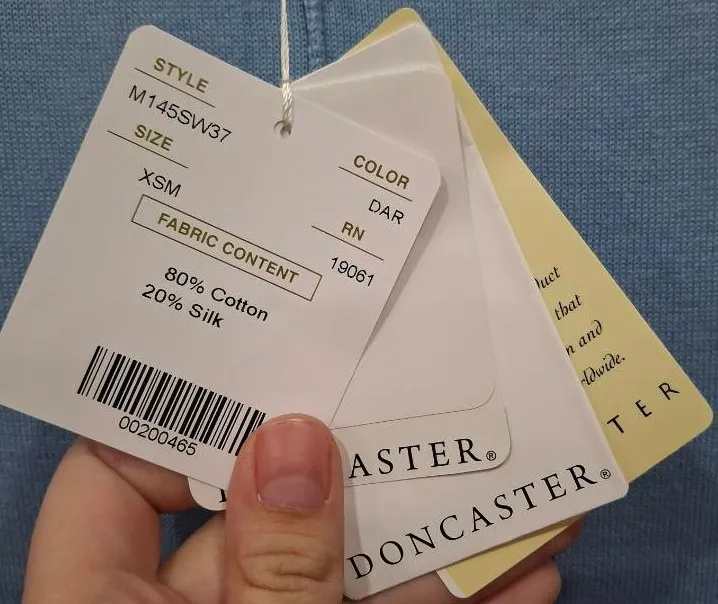 STYLE
M145SW37
SIZE
XSM
COLOR
DAR
RN
19061
FABRIC CONTENT
80% Cotton
20% Silk
00200465
ASTER®
DONCASTER®
that
and
TER